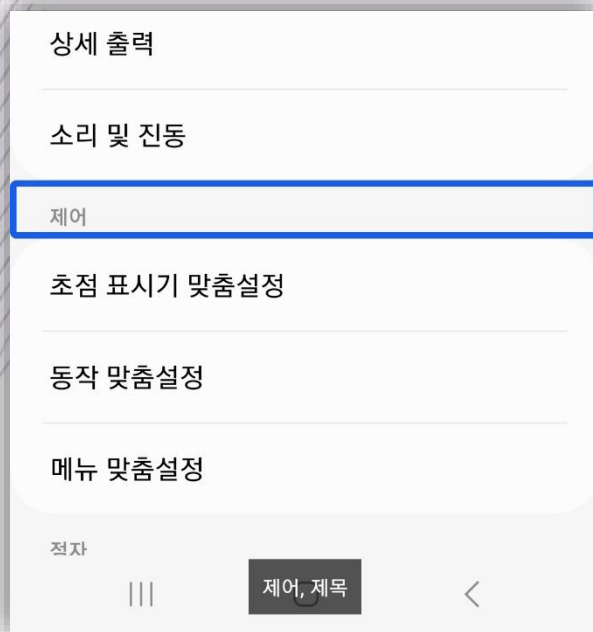 상세 출력
소리 및 진동
제어
초점 표시기 맞춤설정
동작 맞춤설정
메뉴 맞춤설정
점자
제어, 제목